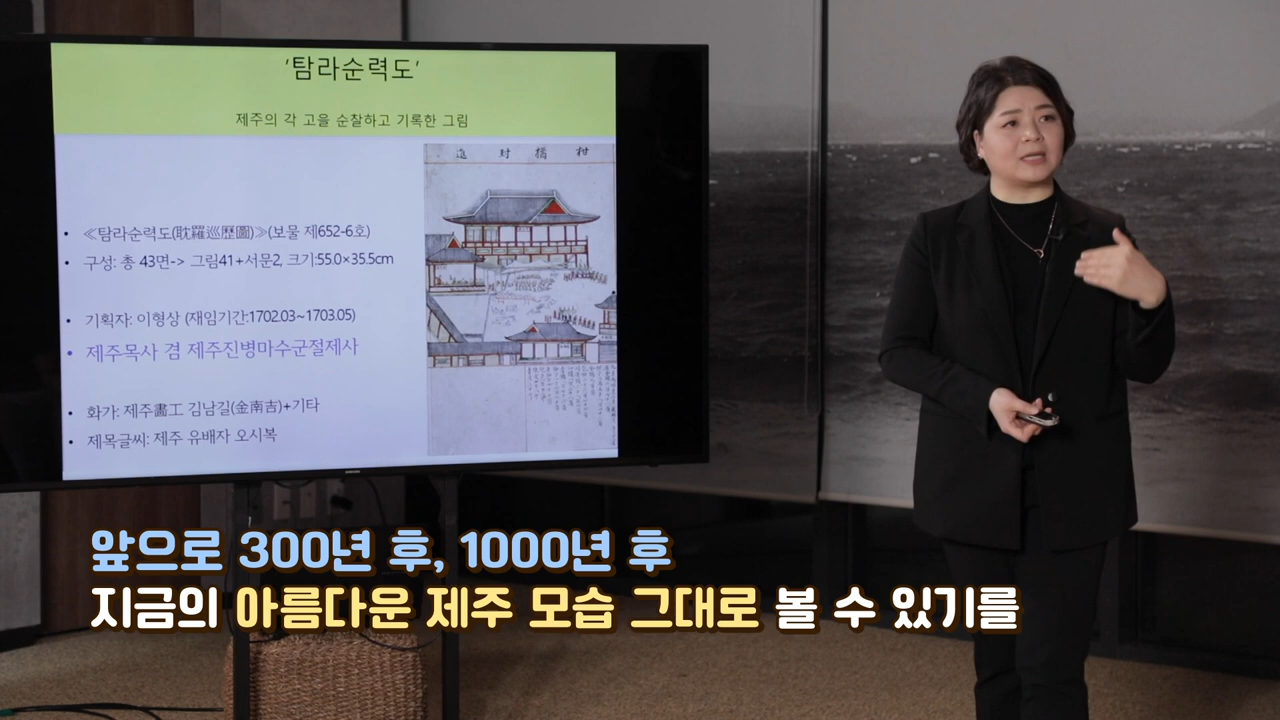 '탐라순력도'
제주의 각 고을 순찰하고 기록한 그림
進 封 橘 柑
• ≪탐라순력도(耽羅巡歷圖)≫(보물 제652-6호)
• 구성: 총 43면-> 그림41+서문2, 크기:55.0×35.5cm
• 기획자: 이형상 (재임기간:1702.03~1703.05)
• 제주목사 겸 제주진병마수군절제사
• 화가: 제주畵工 김남길(金南吉)+기타
• 제목글씨: 제주 유배자 오시복
SAMSUNG
앞으로 300년 후, 1000년 후
지금의 아름다운 제주 모습 그대로 볼 수 있기를